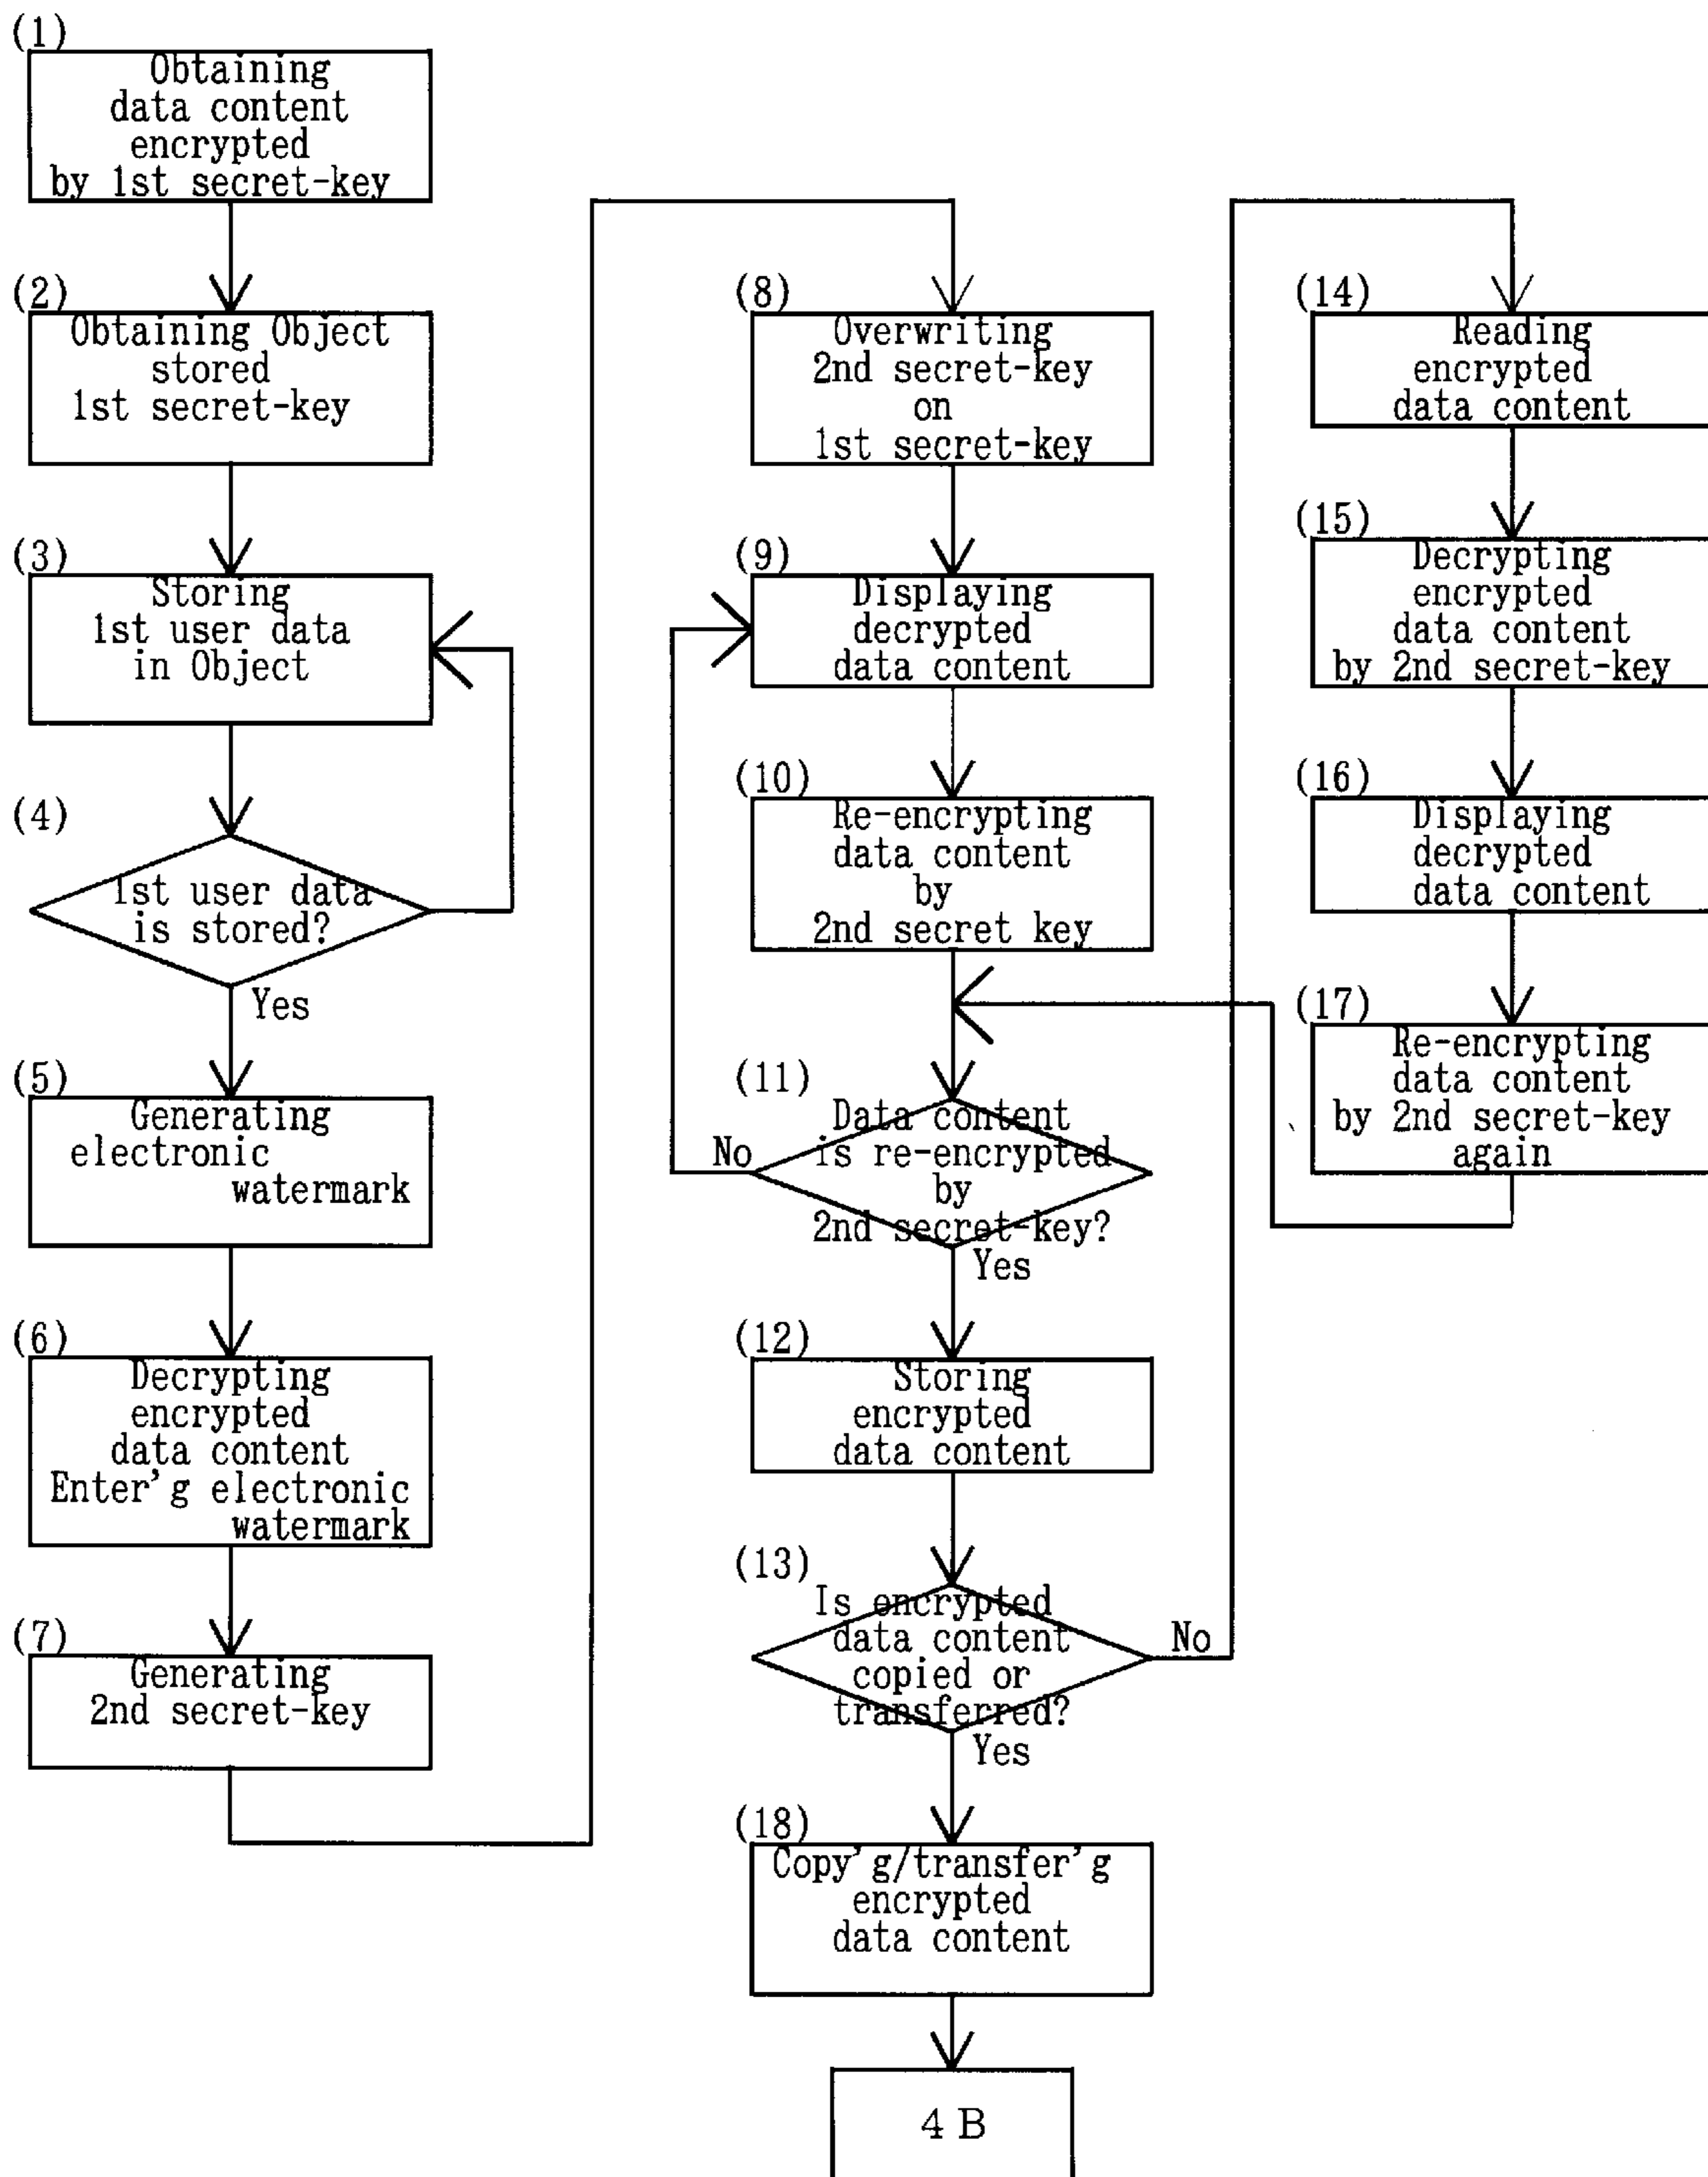 (1)
Obtaining
data content
encrypted
by 1st secret-key
(2)
Obtaining Object
stored
1st secret-key
(3)
Storing
1st user data
in Object
(4)
1st user data
is stored?
Yes
(5)
Generating
electronic
watermark
(6)
Decrypting
encrypted
data content
Enter'g electronic
watermark
(7)
Generating
2nd secret-key
(8)
Overwriting
2nd secret-key
on
1st secret-key
(9)
Displaying
decrypted
data content
(10)
Re-encrypting
data content
by
2nd secret key
(11)
Data content
is re-encrypted
by
2nd secret-key?
No
Yes
(12)
Storing
encrypted
data content
(13)
Is encrypted
data content
copied or
transferred?
No
Yes
(14)
Reading
encrypted
data content
(15)
Decrypting
encrypted
data content
by 2nd secret-key
(16)
Displaying
decrypted
data content
(17)
Re-encrypting
data content
by 2nd secret-key
again
(18)
Copy'g/transfer'g
encrypted
data content
4 B